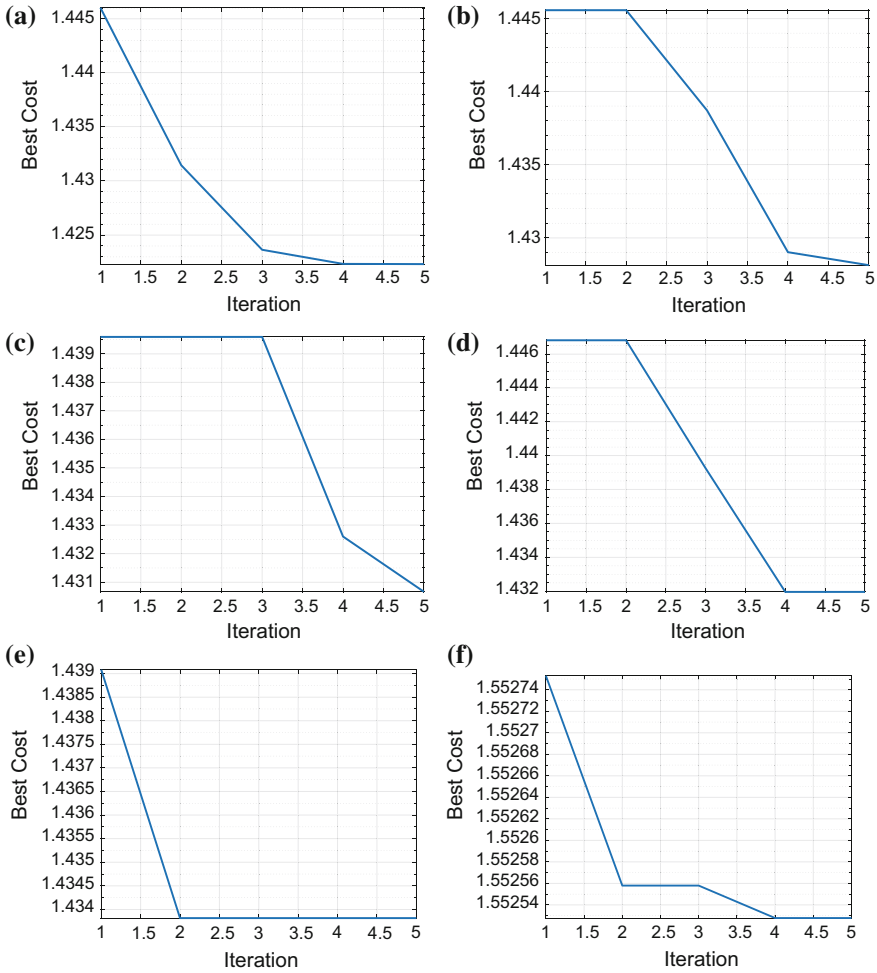 (a)
Best Cost
1.445
1.44
1.435
1.43
1.425
1 1.5 2 2.5 3 3.5 4 4.5 5
Iteration
(b)
Best Cost
1.445
1.44
1.435
1.43
1 1.5 2 2.5 3 3.5 4 4.5 5
Iteration
(c)
Best Cost
1.439
1.438
1.437
1.436
1.435
1.434
1.433
1.432
1.431
1 1.5 2 2.5 3 3.5 4 4.5 5
Iteration
(d)
Best Cost
1.446
1.444
1.442
1.44
1.438
1.436
1.434
1.432
1 1.5 2 2.5 3 3.5 4 4.5 5
Iteration
(e)
Best Cost
1.439
1.4385
1.438
1.4375
1.437
1.4365
1.436
1.4355
1.435
1.4345
1.434
1 1.5 2 2.5 3 3.5 4 4.5 5
Iteration
(f)
Best Cost
1.55274
1.55272
1.5527
1.55268
1.55266
1.55264
1.55262
1.5526
1.55258
1.55256
1.55254
1 1.5 2 2.5 3 3.5 4 4.5 5
Iteration